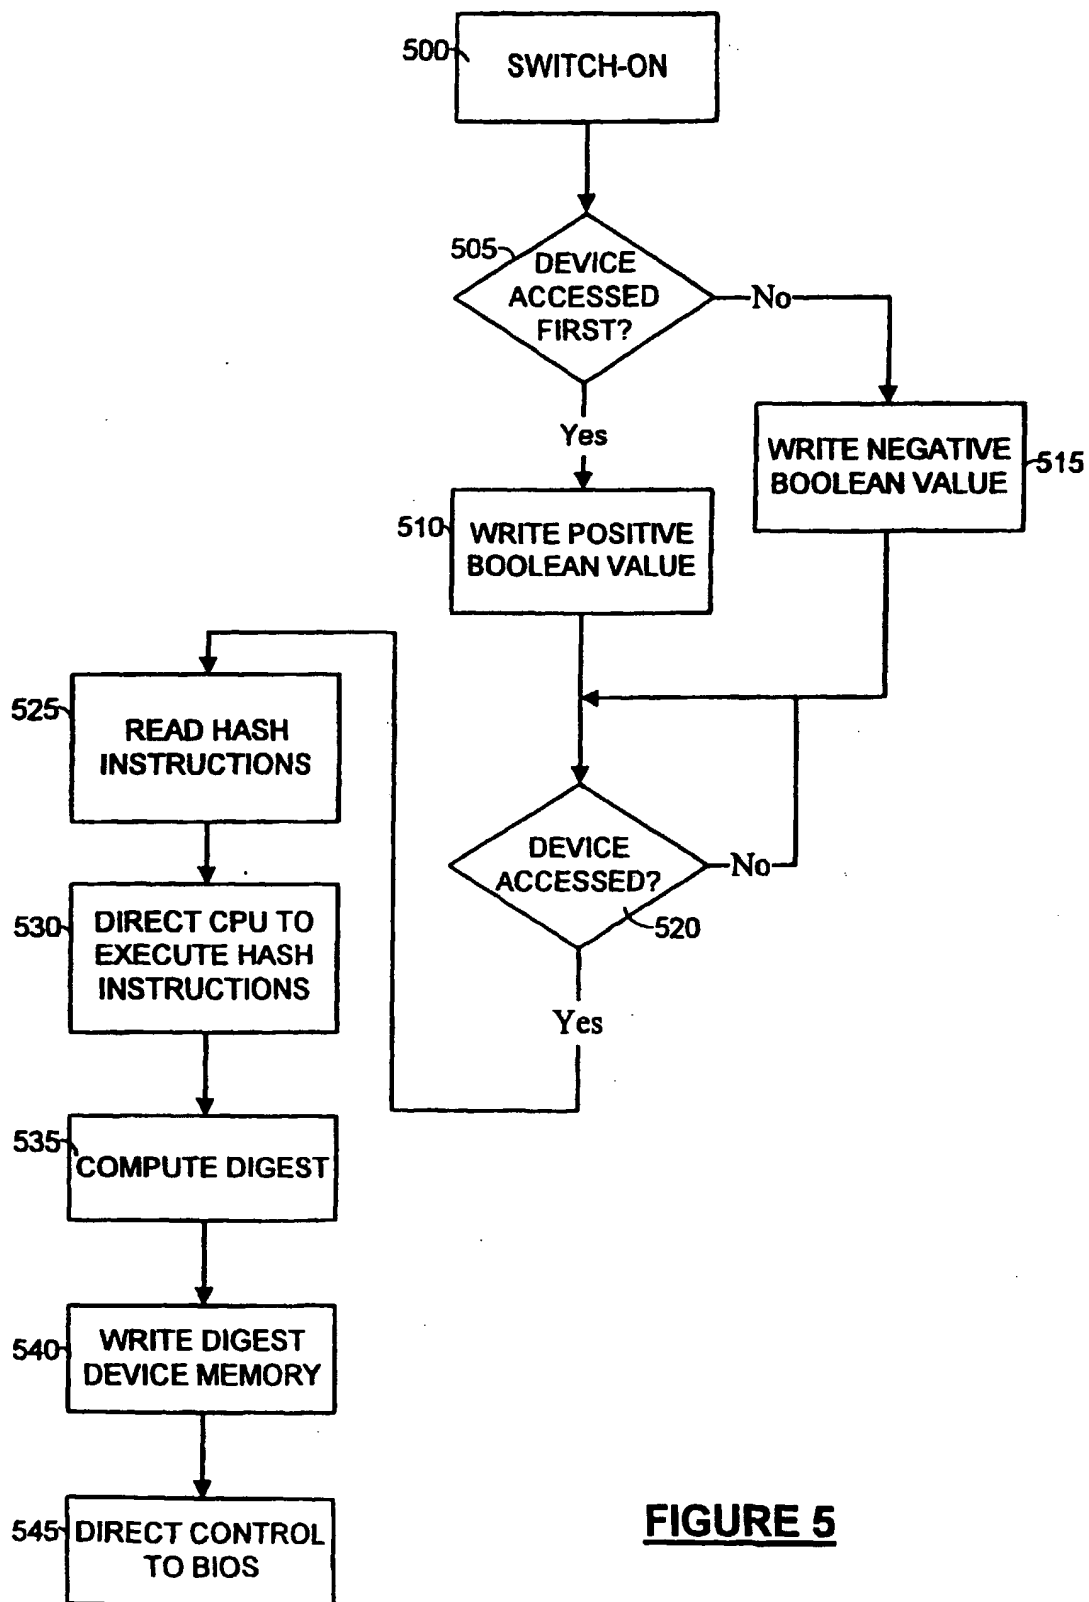 500
SWITCH-ON
505
DEVICE
ACCESSED
FIRST?
No
Yes
WRITE NEGATIVE
BOOLEAN VALUE
515
510
WRITE POSITIVE
BOOLEAN VALUE
525
READ HASH
INSTRUCTIONS
DEVICE
ACCESSED?
No
520
530
DIRECT CPU TO
EXECUTE HASH
INSTRUCTIONS
Yes
535
COMPUTE DIGEST
540
WRITE DIGEST
DEVICE MEMORY
545
DIRECT CONTROL
TO BIOS
FIGURE 5